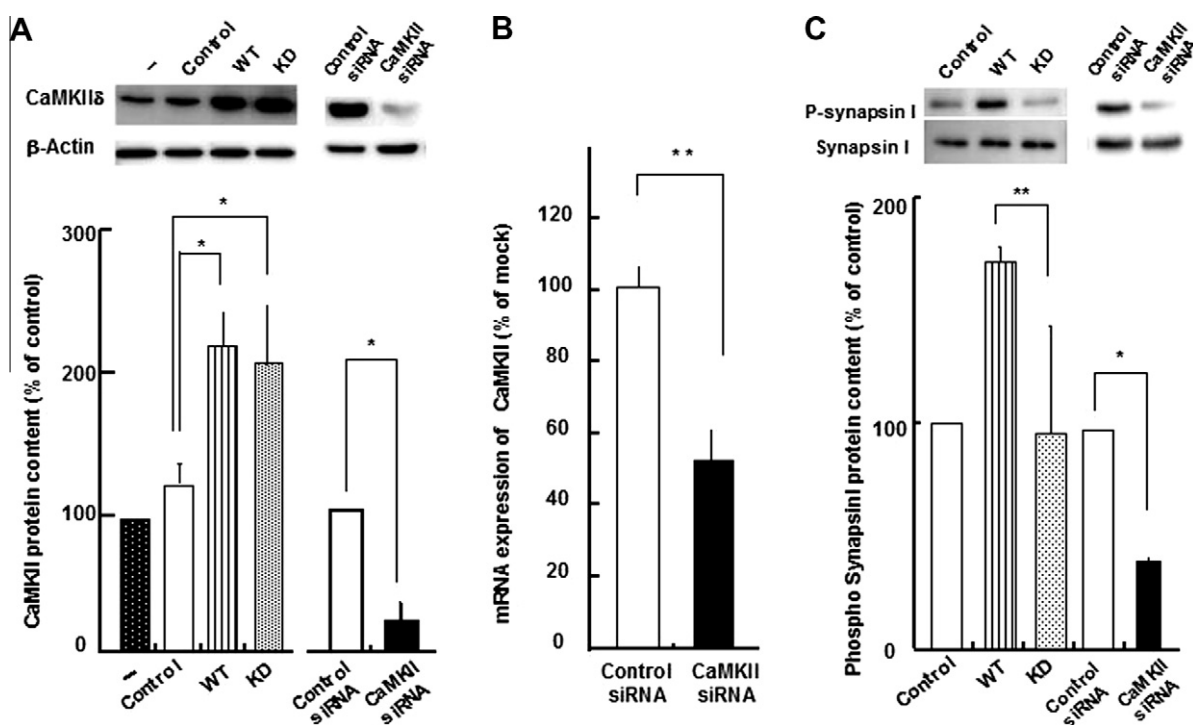 A
– Control WT KD Control siRNA CaMKII siRNA
CaMKIIδ
β-Actin
* * *
CaMKII protein content (% of control)
300
200
100
0
– Control WT KD Control siRNA CaMKII siRNA
B
**
mRNA expression of CaMKII (% of mock)
120
100
80
60
40
20
0
Control siRNA CaMKII siRNA
C
Control WT KD Control siRNA CaMKII siRNA
P-synapsin I
Synapsin I
** *
Phospho SynapsinI protein content (% of control)
200
100
0
Control WT KD Control siRNA CaMKII siRNA